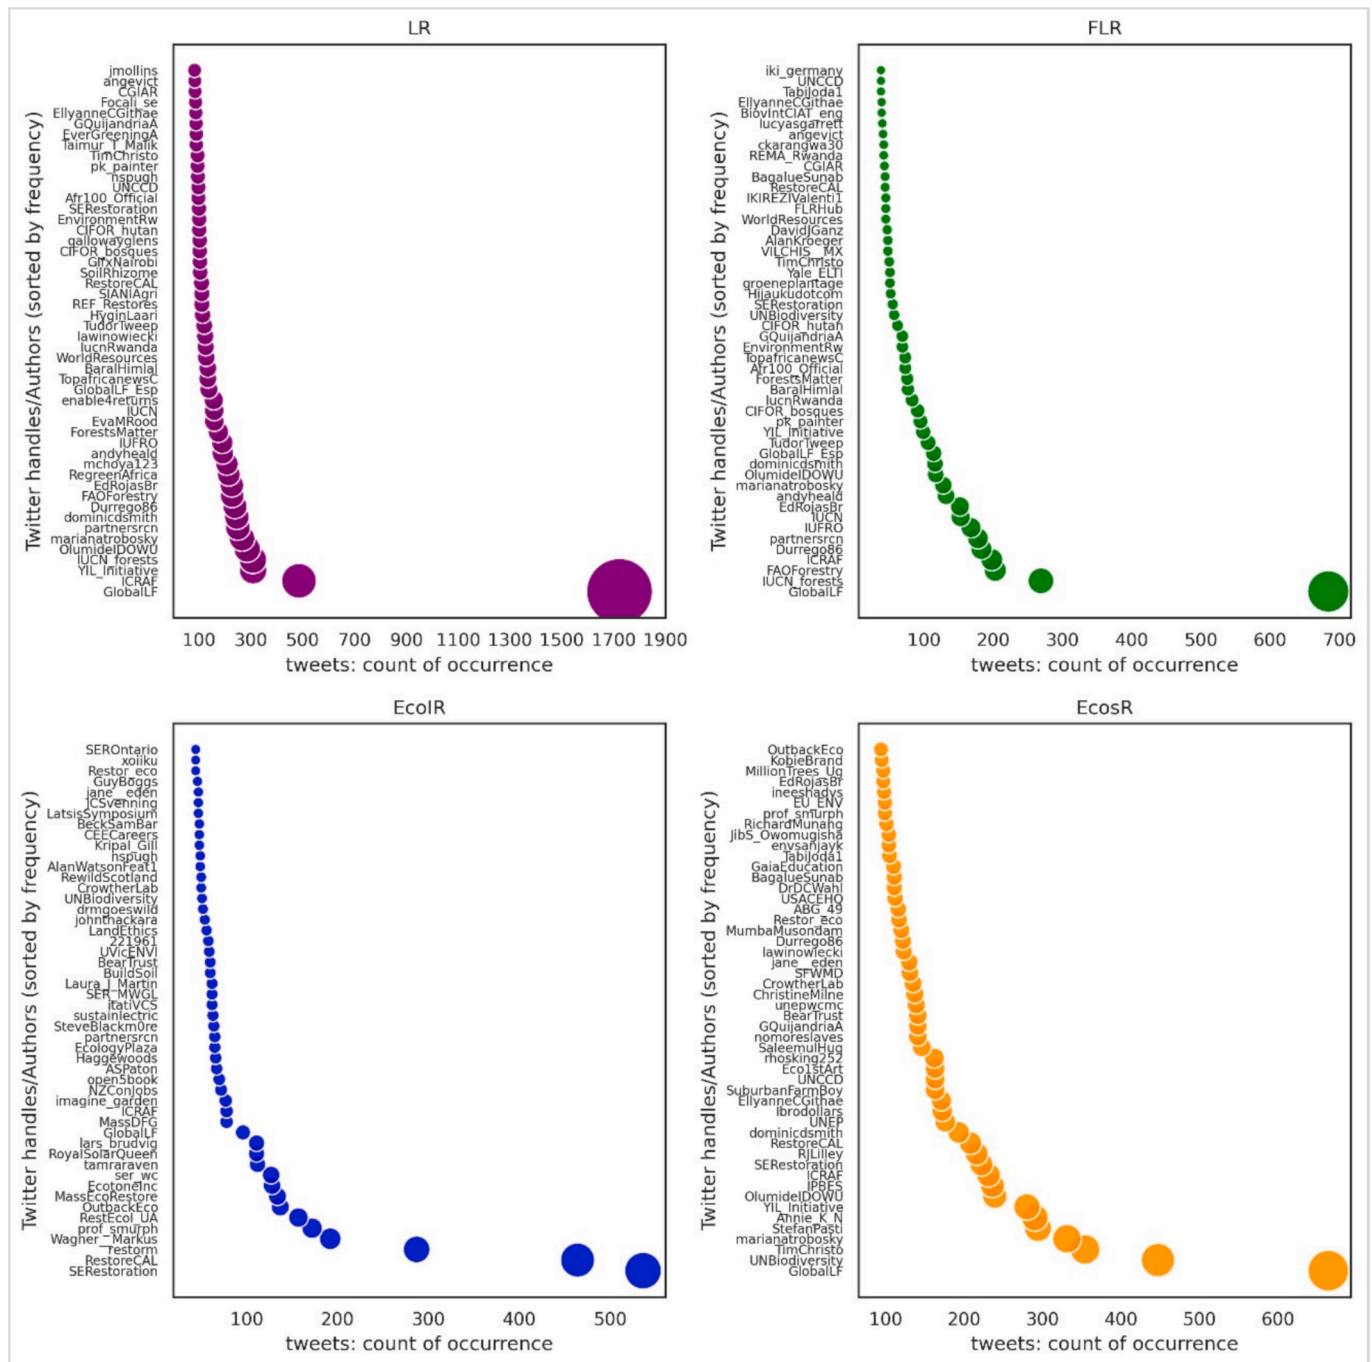 LR
Twitter handles/Authors (sorted by frequency)
jmollins
angevict
CGIAR
Focali_se
EllyanneCGithae
GQuijandriaA
EverGreeningA
Taimur_T_Malik
TimChristo
pk_painter
nspugh
UNCCD
Afr100_Official
SERestoration
EnvironmentRw
CIFOR_hutan
gallowayglens
CIFOR_bosques
GlfxNairobi
SoilRhizome
RestoreCAL
SIANIAgri
REF_Restores
HyginLaari
TudorTweep
lawinowiecki
IucnRwanda
WorldResources
BaralHimlal
TopafricanewsC
GlobalLF_Esp
enable4returns
IUCN
EvaMRood
ForestsMatter
IUFRO
andyheald
mchoya123
RegreenAfrica
EdRojasBr
FAOForestry
Durrego86
dominicdsmith
partnersrcn
marianatrobosky
OlumideIDOWU
IUCN_forests
YIL_Initiative
ICRAF
GlobalLF
100 300 500 700 900 1100 1300 1500 1700 1900
tweets: count of occurrence
FLR
Twitter handles/Authors (sorted by frequency)
iki_germany
UNCCD
TabiJoda1
EllyanneCGithae
BiovIntCIAT_eng
lucyasgarrett
angevict
ckarangwa30
REMA_Rwanda
CGIAR
BagalueSunab
RestoreCAL
IKIREZIValenti1
FLRHub
WorldResources
DavidJGanz
AlanKroeger
VILCHIS__MX
TimChristo
Yale_ELTI
groeneplantage
Hijaukudotcom
SERestoration
UNBiodiversity
CIFOR_hutan
GQuijandriaA
EnvironmentRw
TopafricanewsC
Afr100_Official
ForestsMatter
BaralHimlal
IucnRwanda
CIFOR_bosques
pk_painter
YIL_Initiative
TudorTweep
GlobalLF_Esp
dominicdsmith
OlumideIDOWU
marianatrobosky
andyheald
EdRojasBr
IUCN
IUFRO
partnersrcn
Durrego86
ICRAF
FAOForestry
IUCN_forests
GlobalLF
100 200 300 400 500 600 700
tweets: count of occurrence
EcolR
Twitter handles/Authors (sorted by frequency)
SEROntario
xoiiku
Restor_eco
GuyBoggs
jane__eden
JCSvenning
LatsisSymposium
BeckSamBar
CEECareers
Kripal_Gill
nspugh
AlanWatsonFeat1
RewildScotland
CrowtherLab
UNBiodiversity
drmgoeswild
johnthackara
LandEthics
221961
UVicENVI
BearTrust
BuildSoil
Laura_J_Martin
SER_MWGL
itatiVCS
sustainlectric
SteveBlackm0re
partnersrcn
EcologyPlaza
Haggewoods
ASPaton
open5book
NZConJobs
imagine_garden
ICRAF
MassDFG
GlobalLF
lars_brudvig
RoyalSolarQueen
tamraraven
ser_wc
EcotoneInc
MassEcoRestore
OutbackEco
RestEcol_UA
prof_smurph
Wagner__Markus
restorm
RestoreCAL
SERestoration
100 200 300 400 500
tweets: count of occurrence
EcosR
Twitter handles/Authors (sorted by frequency)
OutbackEco
KobieBrand
MillionTrees_Ug
EdRojasBr
ineeshadvs
EU_ENV
prof_smurph
RichardMunang
JibS_Owomugisha
envsanjayk
TabiJoda1
GaiaEducation
BagalueSunab
DrDCWahl
USACEHQ
ABG_49
Restor_eco
MumbaMusondam
Durrego86
lawinowiecki
jane__eden
SFWMD
CrowtherLab
ChristineMilne
unepwcmc
BearTrust
GQuijandriaA
nomoreslaves
SaleemulHuq
rhosking252
Eco1stArt
UNCCD
SuburbanFarmBoy
EllyanneCGithae
Ibrodollars
UNEP
dominicdsmith
RestoreCAL
RjLilley
SERestoration
ICRAF
IPBES
OlumideIDOWU
YIL_Initiative
Annie_K_N
StefanPasti
marianatrobosky
TimChristo
UNBiodiversity
GlobalLF
100 200 300 400 500 600
tweets: count of occurrence